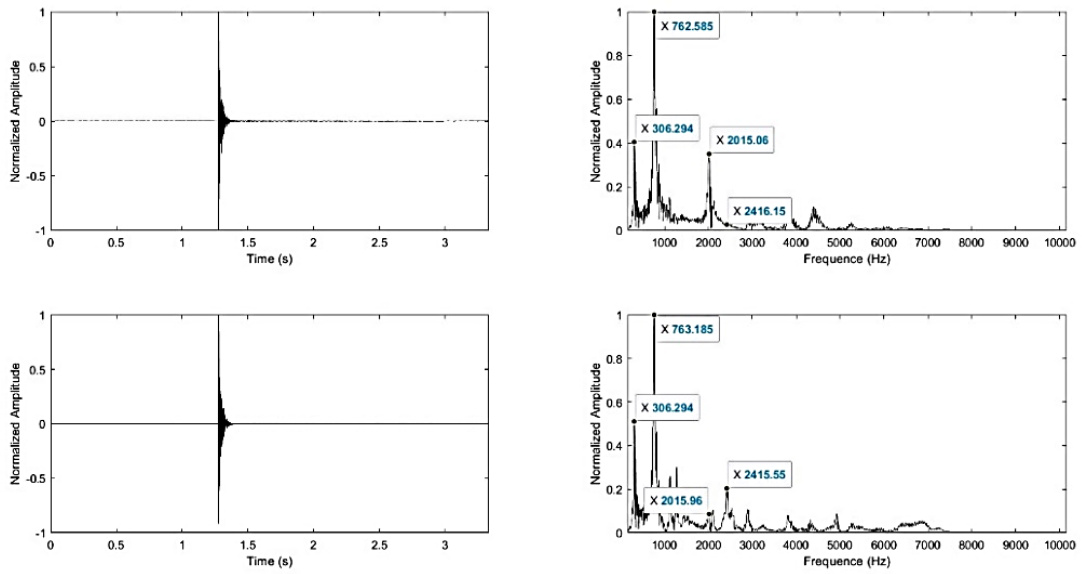 Normalized Amplitude
1
0.5
0
-0.5
-1
0 0.5 1 1.5 2 2.5 3
Time (s)
Normalized Amplitude
1
0.8
0.6
0.4
0.2
0
X 762.585
X 306.294
X 2015.06
X 2416.15
1000 2000 3000 4000 5000 6000 7000 8000 9000 10000
Frequence (Hz)
Normalized Amplitude
1
0.5
0
-0.5
-1
0 0.5 1 1.5 2 2.5 3
Time (s)
Normalized Amplitude
1
0.8
0.6
0.4
0.2
0
X 763.185
X 306.294
X 2415.55
X 2015.96
1000 2000 3000 4000 5000 6000 7000 8000 9000 10000
Frequence (Hz)